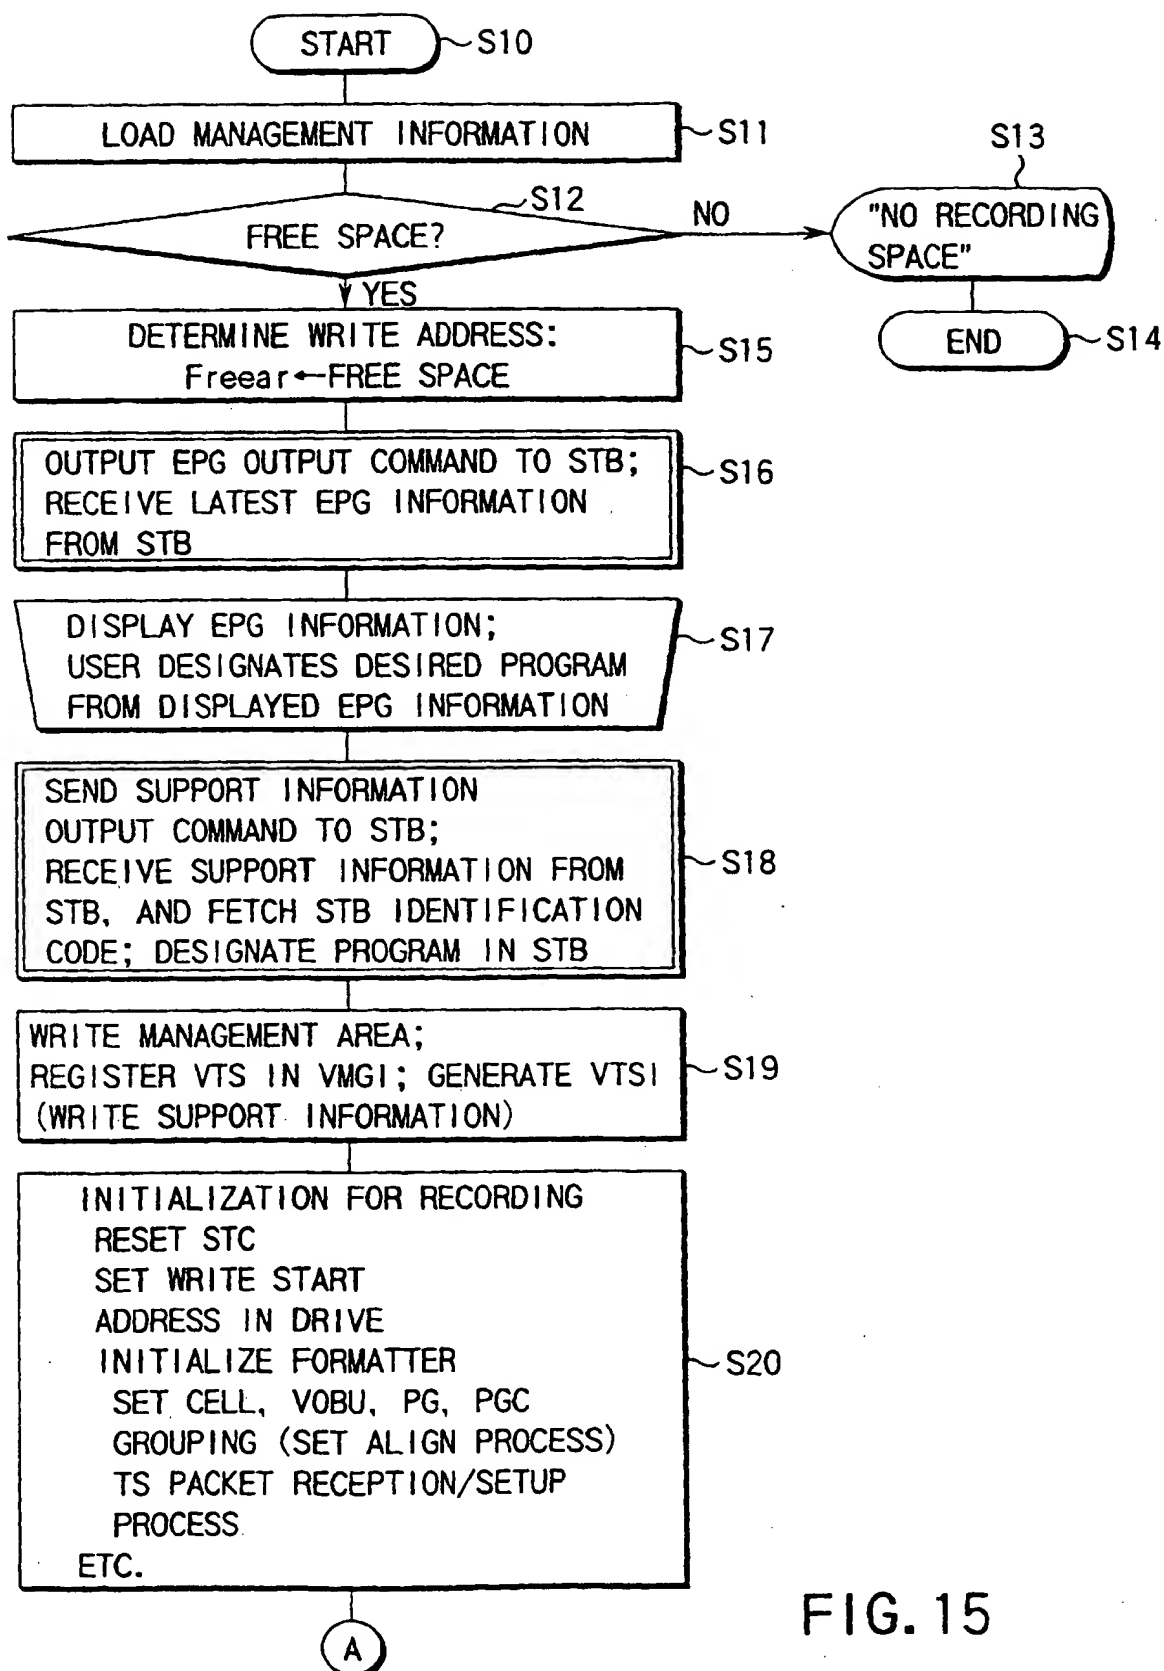 START
S10
LOAD MANAGEMENT INFORMATION
S11
S12
FREE SPACE?
NO
S13
"NO RECORDING
SPACE"
END
S14
YES
DETERMINE WRITE ADDRESS:
Freear←FREE SPACE
S15
OUTPUT EPG OUTPUT COMMAND TO STB;
RECEIVE LATEST EPG INFORMATION
FROM STB
S16
DISPLAY EPG INFORMATION;
USER DESIGNATES DESIRED PROGRAM
FROM DISPLAYED EPG INFORMATION
S17
SEND SUPPORT INFORMATION
OUTPUT COMMAND TO STB;
RECEIVE SUPPORT INFORMATION FROM
STB, AND FETCH STB IDENTIFICATION
CODE; DESIGNATE PROGRAM IN STB
S18
WRITE MANAGEMENT AREA;
REGISTER VTS IN VMGI; GENERATE VTSI
(WRITE SUPPORT INFORMATION)
S19
INITIALIZATION FOR RECORDING
RESET STC
SET WRITE START
ADDRESS IN DRIVE
INITIALIZE FORMATTER
SET CELL, VOBU, PG, PGC
GROUPING (SET ALIGN PROCESS)
TS PACKET RECEPTION/SETUP
PROCESS
ETC.
S20
A
FIG. 15